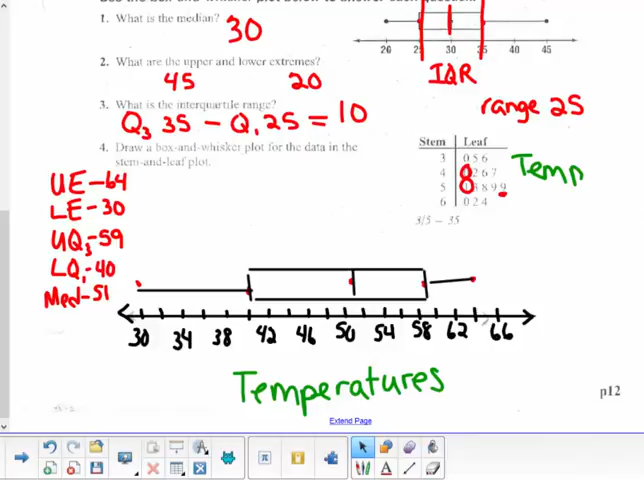 1. What is the median?
30
20 25 30 35 40 45
2. What are the upper and lower extremes?
45 20
IQR
3. What is the interquartile range?
Q3 35 - Q1 25 = 10
range 25
4. Draw a box-and-whisker plot for the data in the
stem-and-leaf plot.
Stem Leaf
3 0 5 6
4 2 6 7
5 8 9 9
6 0 2 4
8
3/5 – 35
Temp
UE-64
LE-30
UQ3-59
LQ1-40
Med-51
30 34 38 42 46 50 54 58 62 66
Temperatures
p12
Extend Page